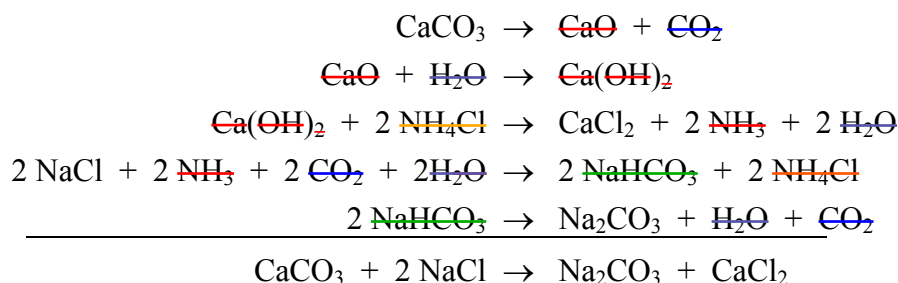 CaCO₃ → CaO + CO₂
CaO + H₂O → Ca(OH)₂
Ca(OH)₂ + 2 NH₄Cl → CaCl₂ + 2 NH₃ + 2 H₂O
2 NaCl + 2 NH₃ + 2 CO₂ + 2H₂O → 2 NaHCO₃ + 2 NH₄Cl
2 NaHCO₃ → Na₂CO₃ + H₂O + CO₂
CaCO₃ + 2 NaCl → Na₂CO₃ + CaCl₂